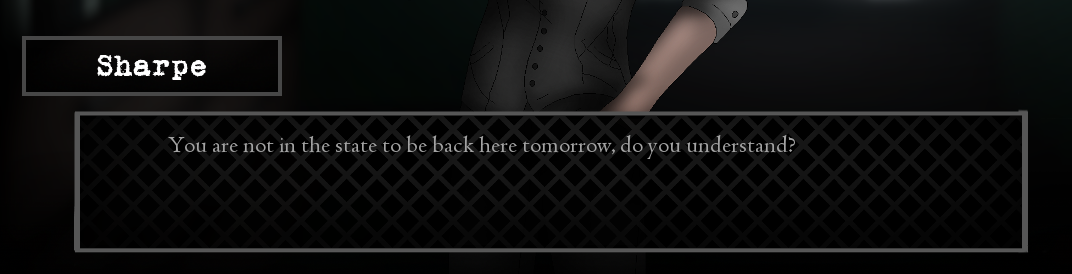 Sharpe
You are not in the state to be back here tomorrow, do you understand?